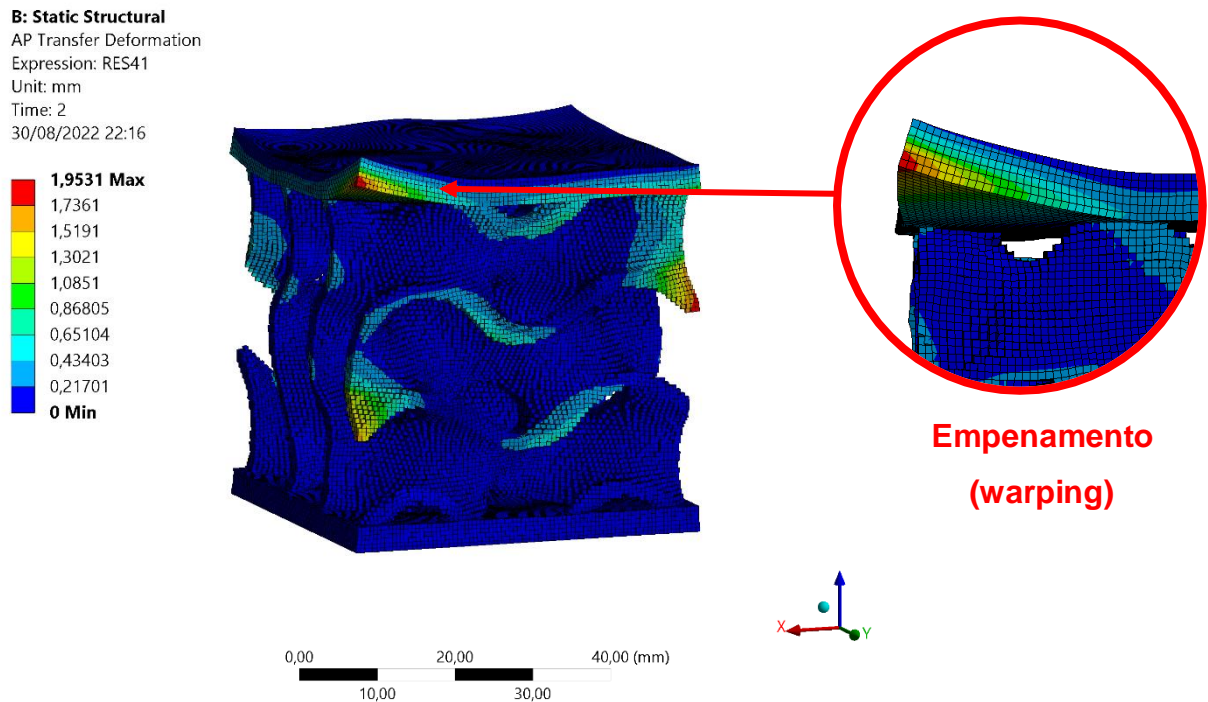 B: Static Structural
AP Transfer Deformation
Expression: RES41
Unit: mm
Time: 2
30/08/2022 22:16
1,9531 Max
1,7361
1,5191
1,3021
1,0851
0,86805
0,65104
0,43403
0,21701
0 Min
Empenamento
(warping)
X
Y
0,00 20,00 40,00 (mm)
10,00 30,00